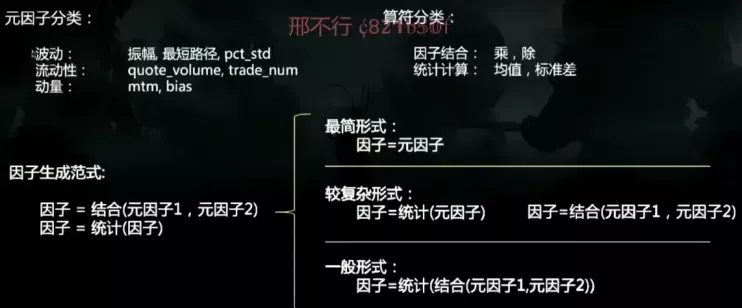 元因子分类：
波动： 振幅, 最短路径, pct_std
流动性： quote_volume, trade_num
动量： mtm, bias
邢不行
算符分类：
因子结合： 乘，除
统计计算： 均值，标准差
因子生成范式:
因子 = 结合(元因子1，元因子2)
因子 = 统计(因子)
最简形式：
因子=元因子
较复杂形式：
因子=统计(元因子) 因子=结合(元因子1，元因子2)
一般形式：
因子=统计(结合(元因子1,元因子2))